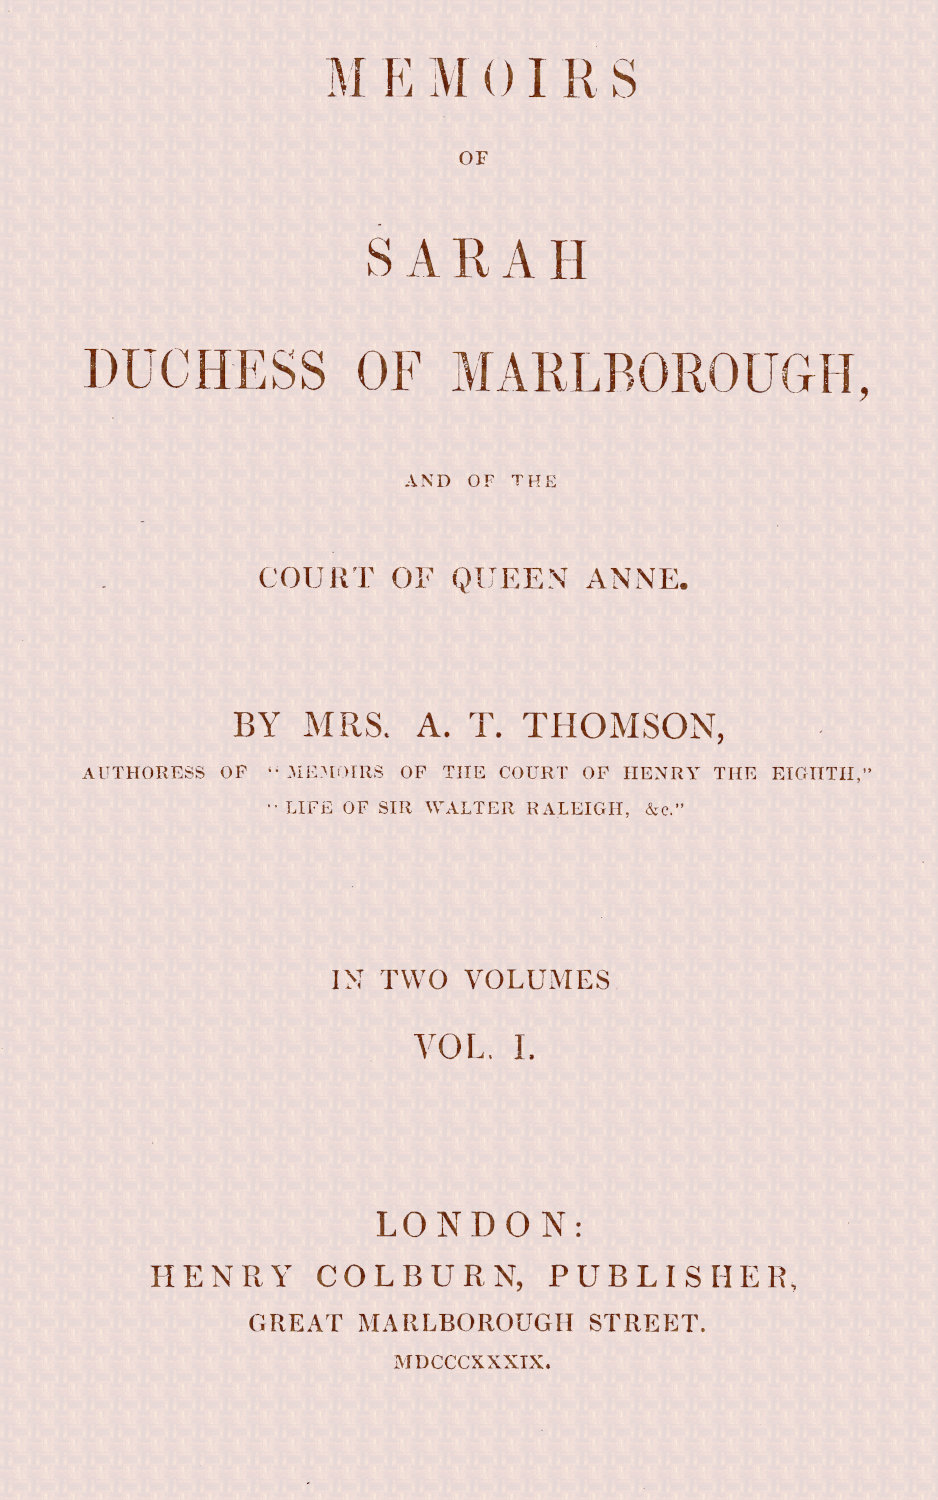 MEMOIRS
OF
SARAH
DUCHESS OF MARLBOROUGH,
AND OF THE
COURT OF QUEEN ANNE.
BY MRS. A. T. THOMSON,
AUTHORESS OF “MEMOIRS OF THE COURT OF HENRY THE EIGHTH,”
“LIFE OF SIR WALTER RALEIGH, &c.”
IN TWO VOLUMES
VOL. I.
LONDON:
HENRY COLBURN, PUBLISHER,
GREAT MARLBOROUGH STREET.
MDCCCXXXIX.